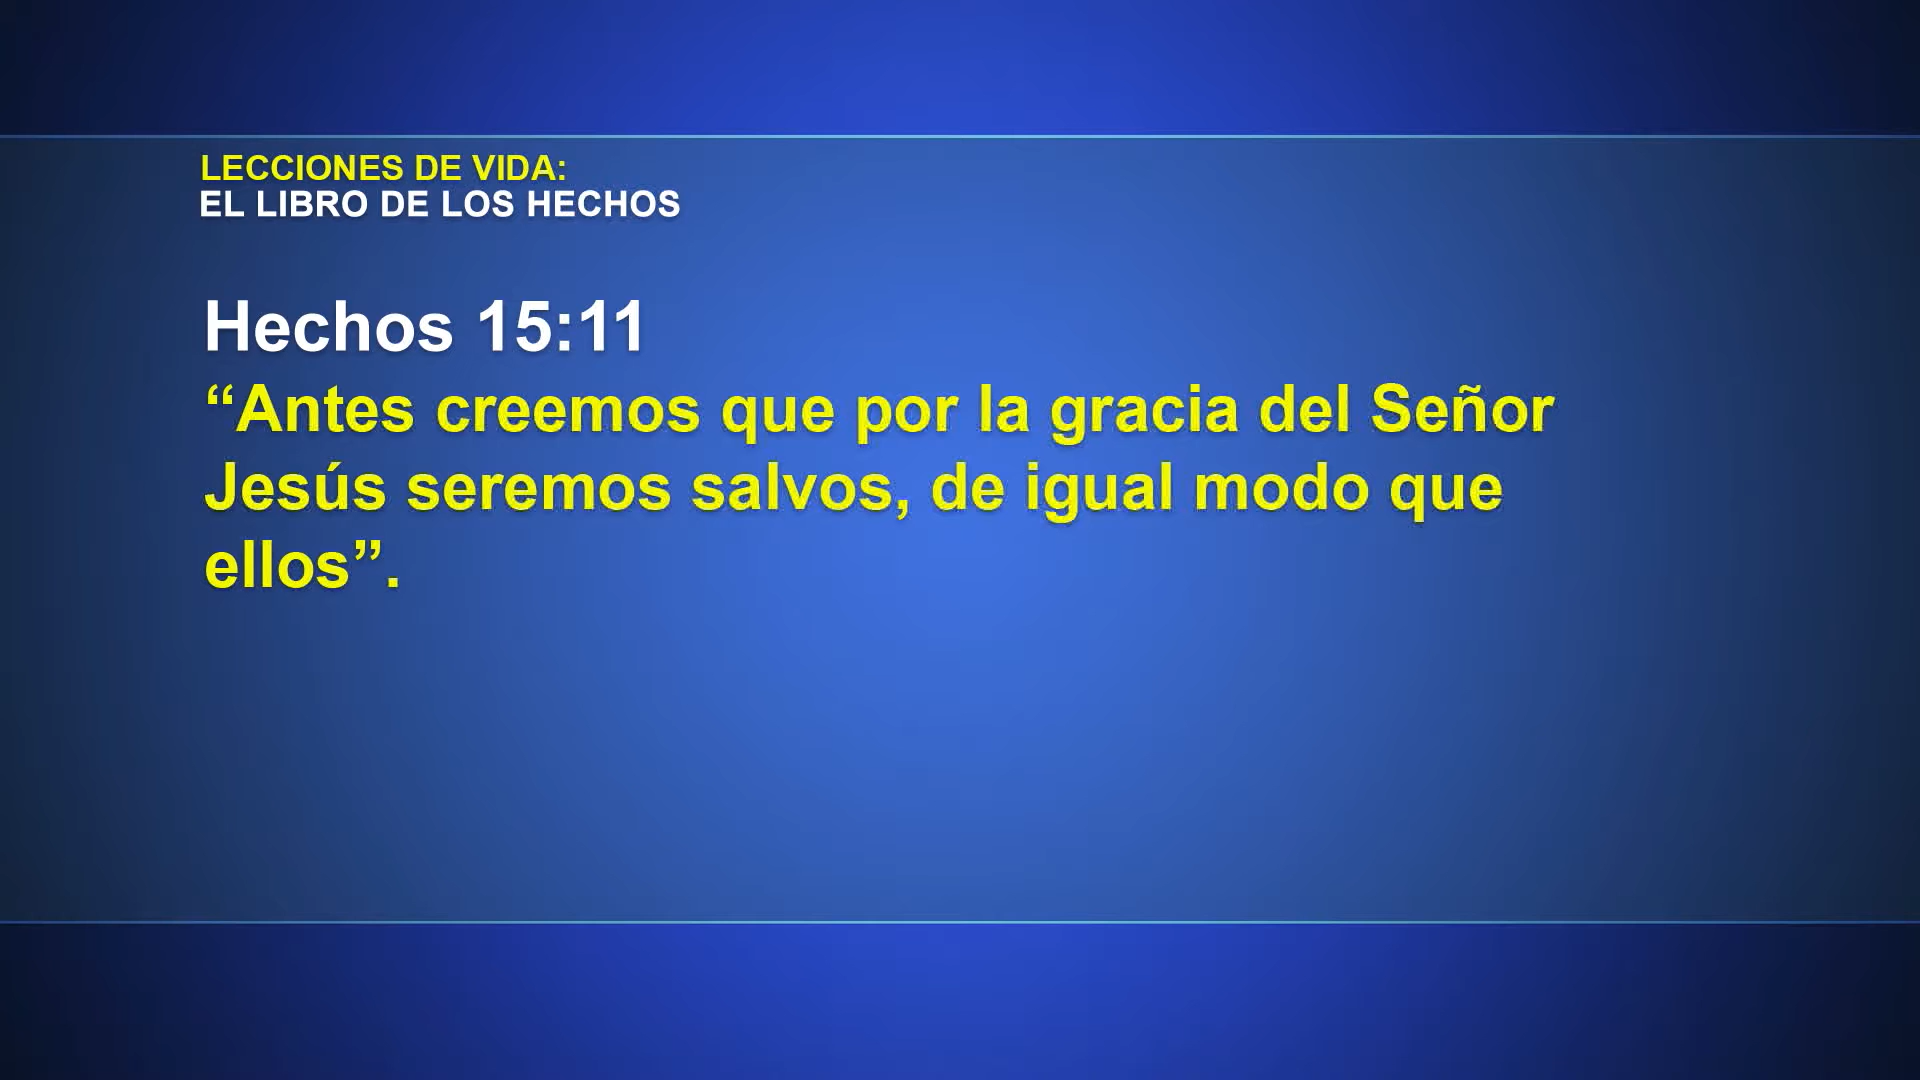 LECCIONES DE VIDA:
EL LIBRO DE LOS HECHOS
Hechos 15:11
“Antes creemos que por la gracia del Señor
Jesús seremos salvos, de igual modo que
ellos”.